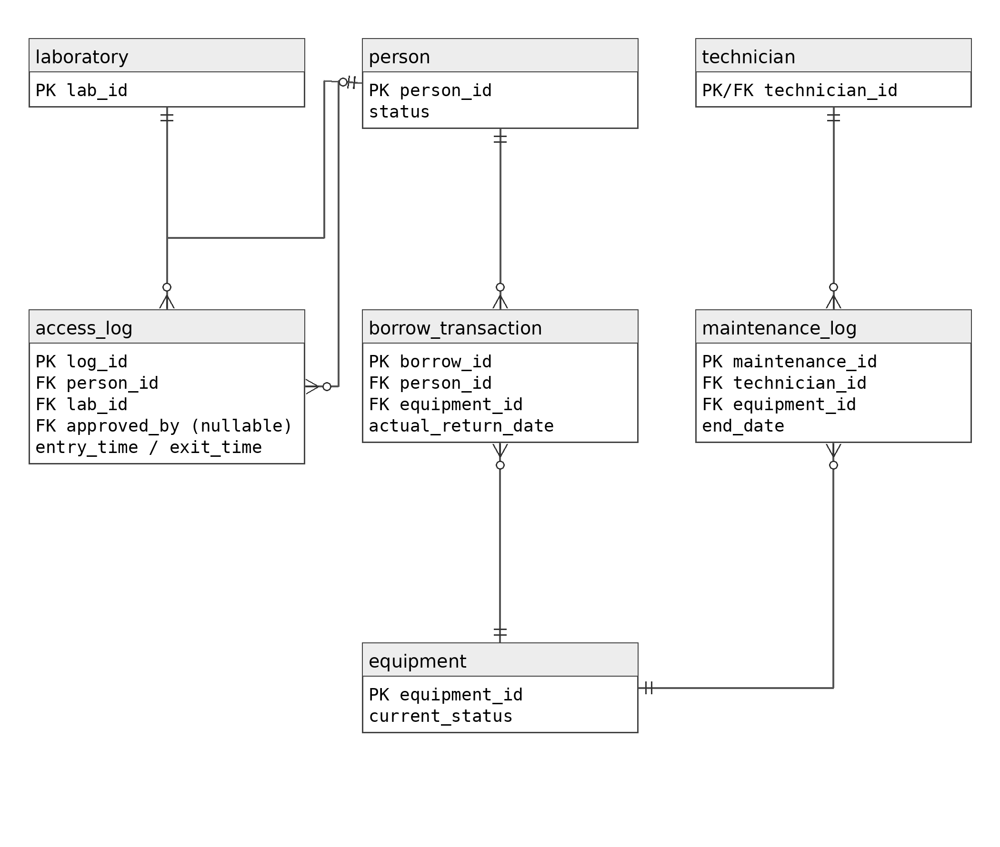 laboratory
PK lab_id
person
PK person_id
status
technician
PK/FK technician_id
access_log
PK log_id
FK person_id
FK lab_id
FK approved_by (nullable)
entry_time / exit_time
borrow_transaction
PK borrow_id
FK person_id
FK equipment_id
actual_return_date
maintenance_log
PK maintenance_id
FK technician_id
FK equipment_id
end_date
equipment
PK equipment_id
current_status